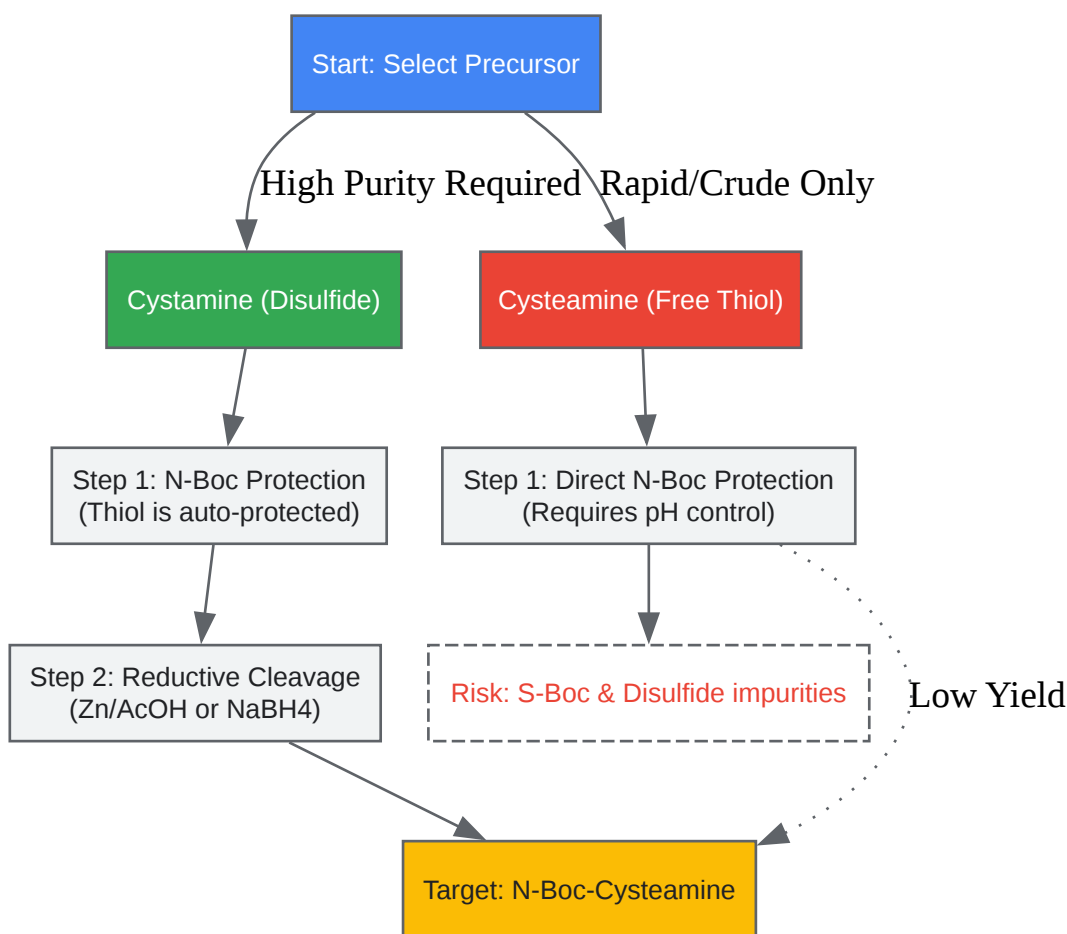 Start: Select Precursor
High Purity Required
Rapid/Crude Only
Cystamine (Disulfide)
Cysteamine (Free Thiol)
Step 1: N-Boc Protection
(Thiol is auto-protected)
Step 1: Direct N-Boc Protection
(Requires pH control)
Step 2: Reductive Cleavage
(Zn/AcOH or NaBH4)
Risk: S-Boc & Disulfide impurities
Low Yield
Target: N-Boc-Cysteamine